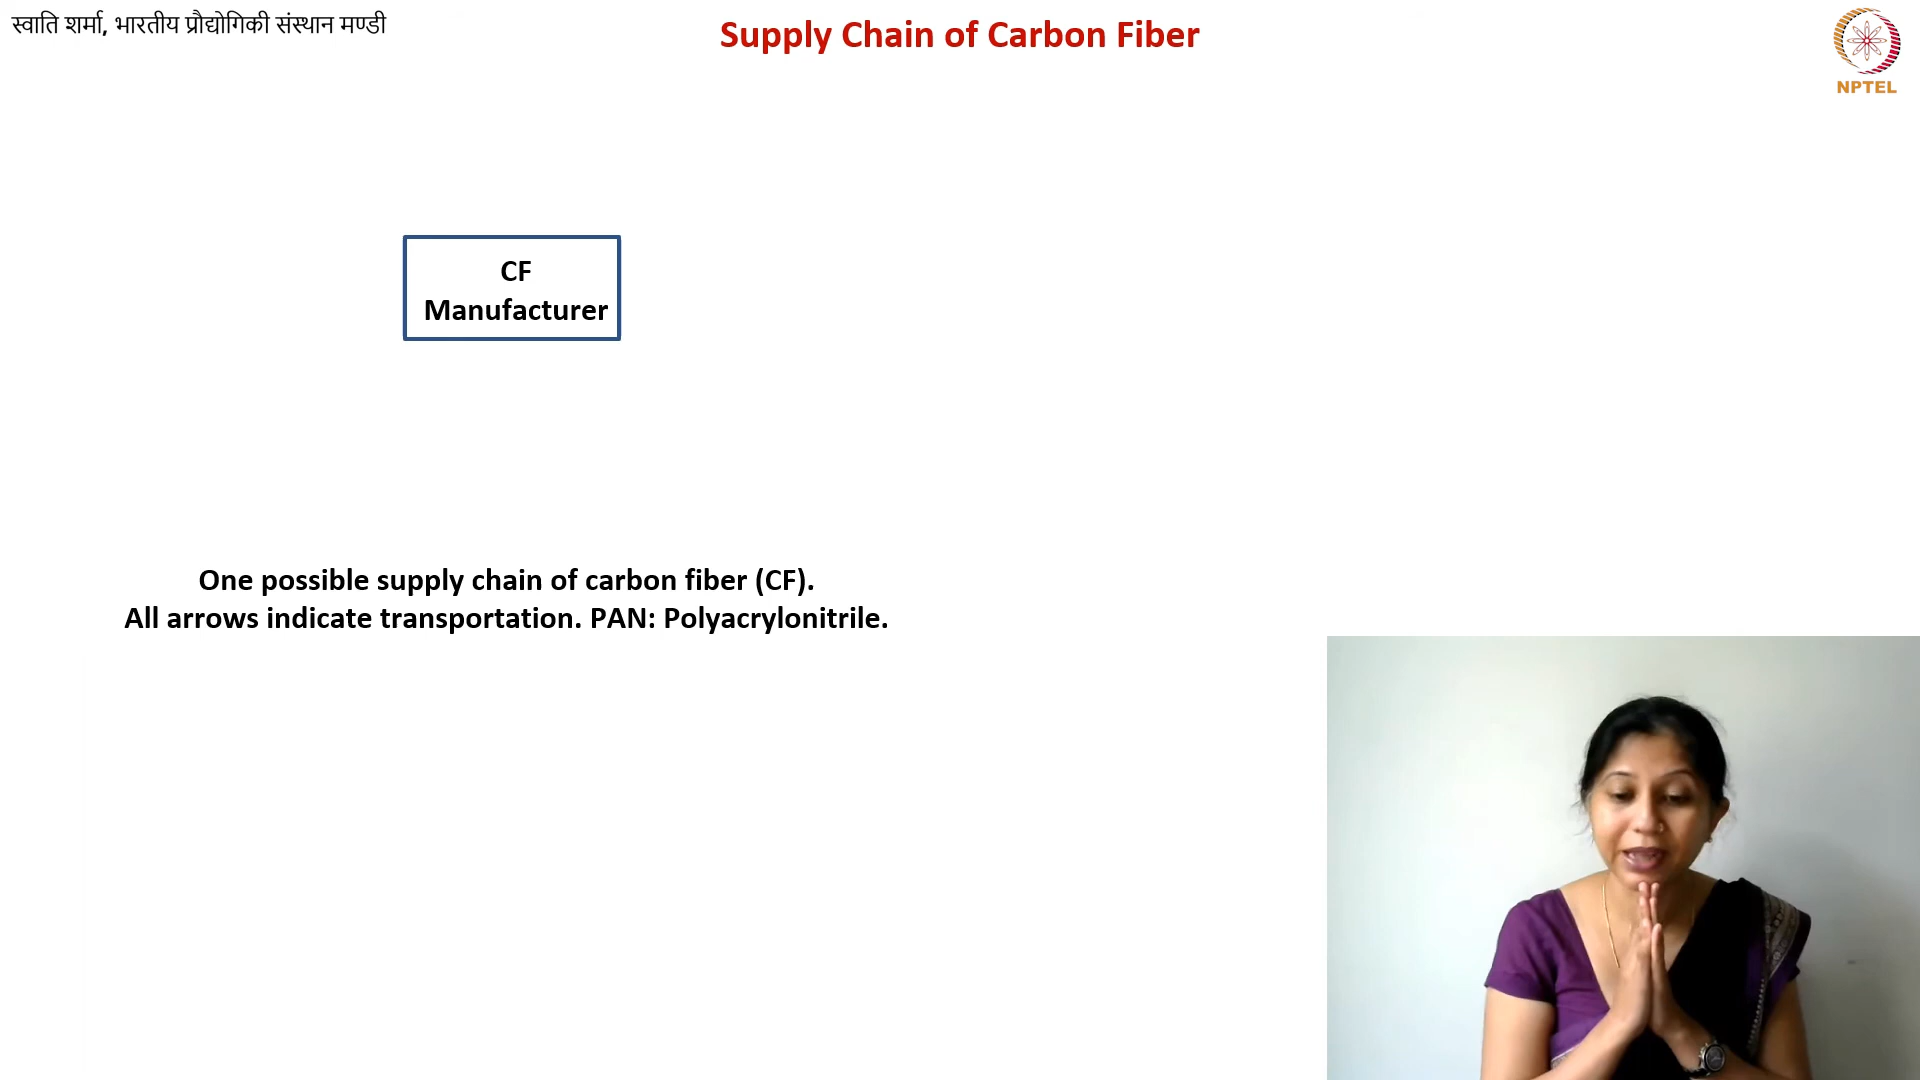 स्वाति शर्मा, भारतीय प्रौद्योगिकी संस्थान मण्डी
Supply Chain of Carbon Fiber
NPTEL
CF
Manufacturer
One possible supply chain of carbon fiber (CF).
All arrows indicate transportation. PAN: Polyacrylonitrile.